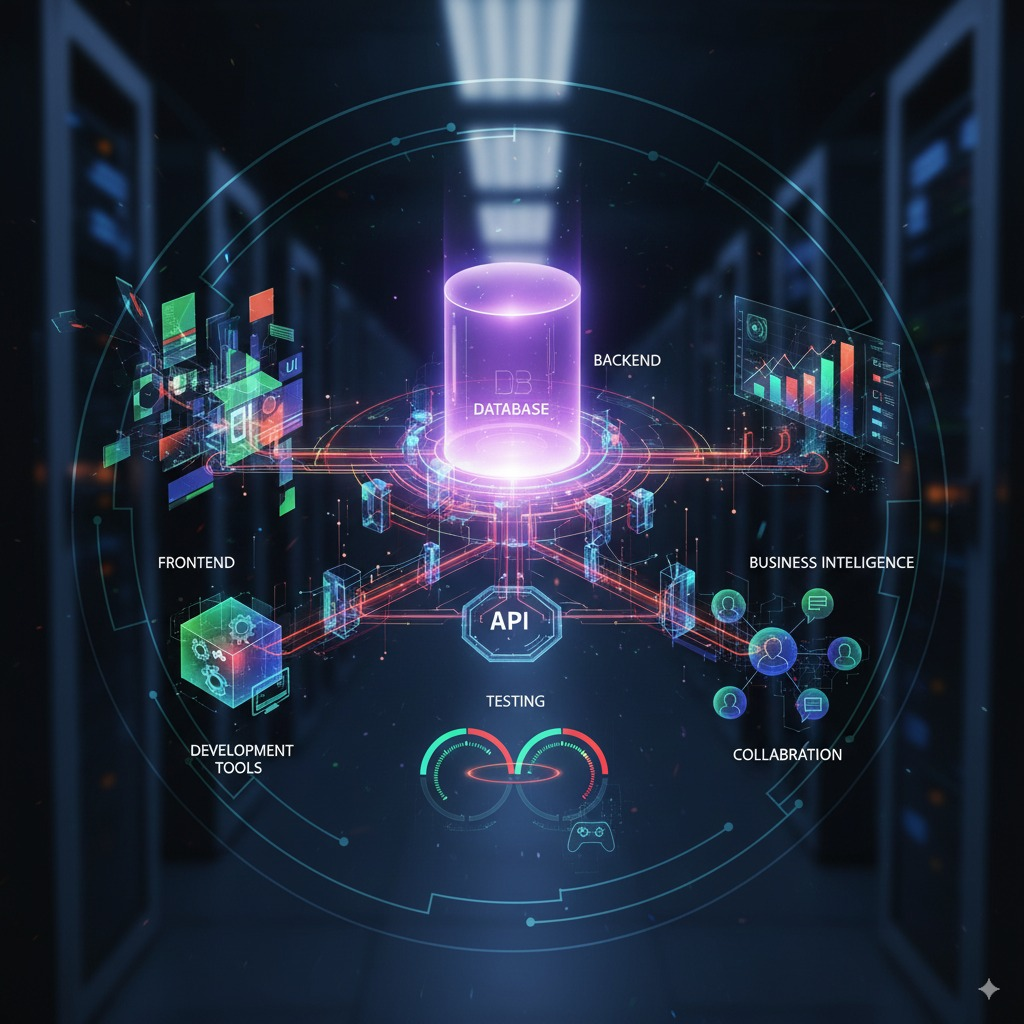 UI
BACKEND
DB
DATABASE
FRONTEND
BUSINESS INTELIGENCE
API
TESTING
DEVELOPMENT
TOOLS
COLLABRATION